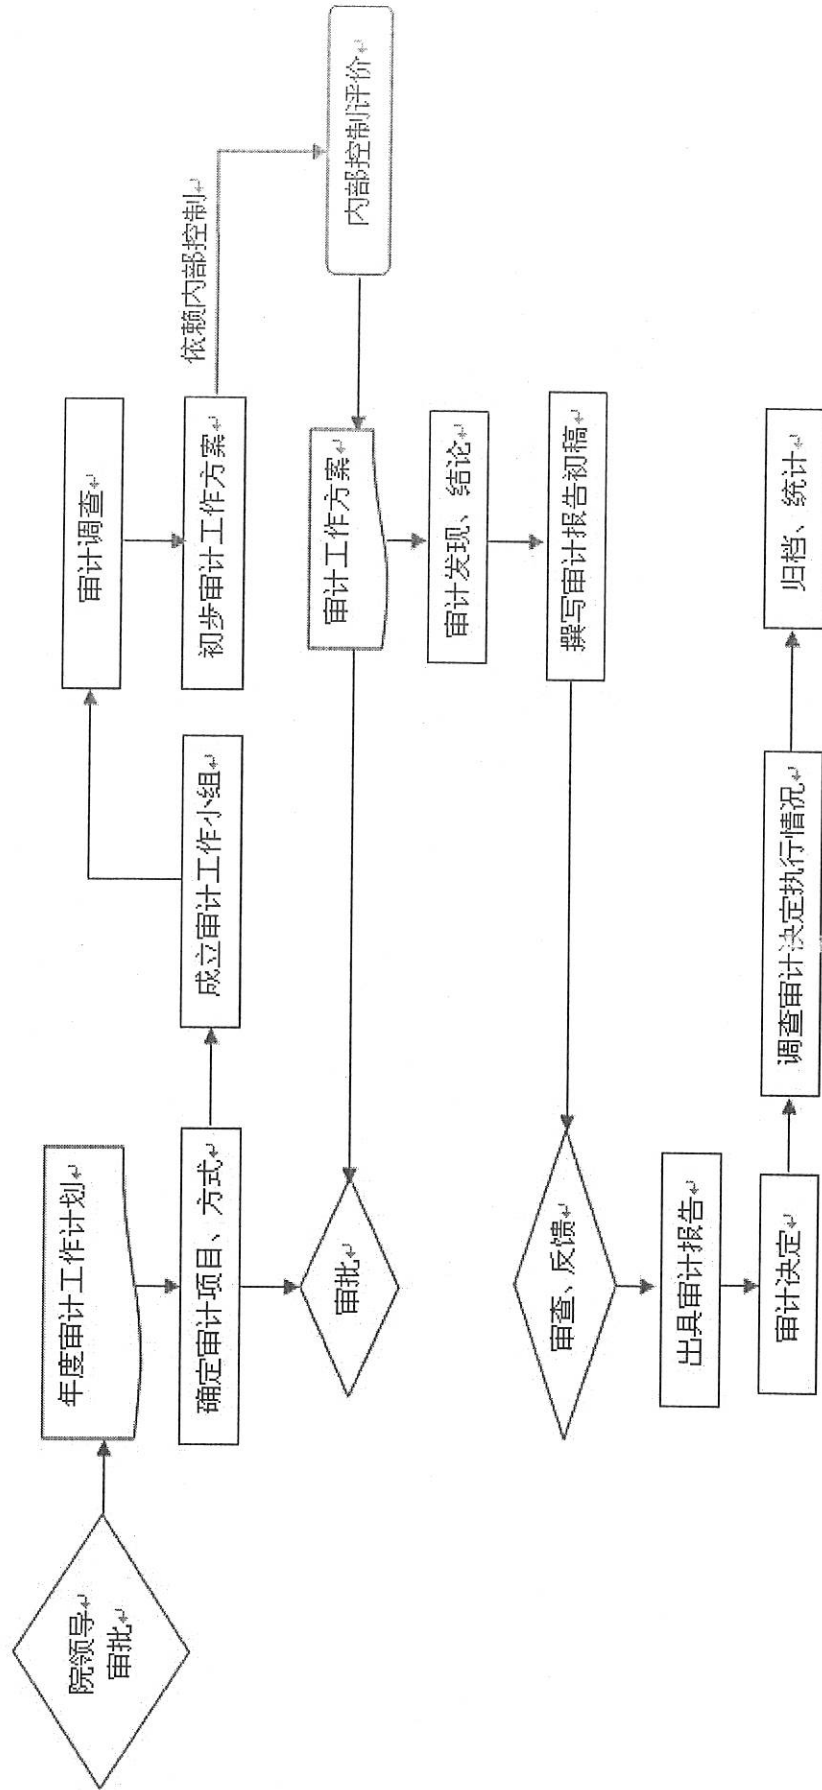 院领导
审批
年度审计工作计划
确定审计项目、方式
审批
成立审计工作小组
审计调查
初步审计工作方案
依赖内部控制
内部控制评价
审计工作方案
审计发现、结论
撰写审计报告初稿
审查、反馈
出具审计报告
审计决定
调查审计决定执行情况
归档、统计